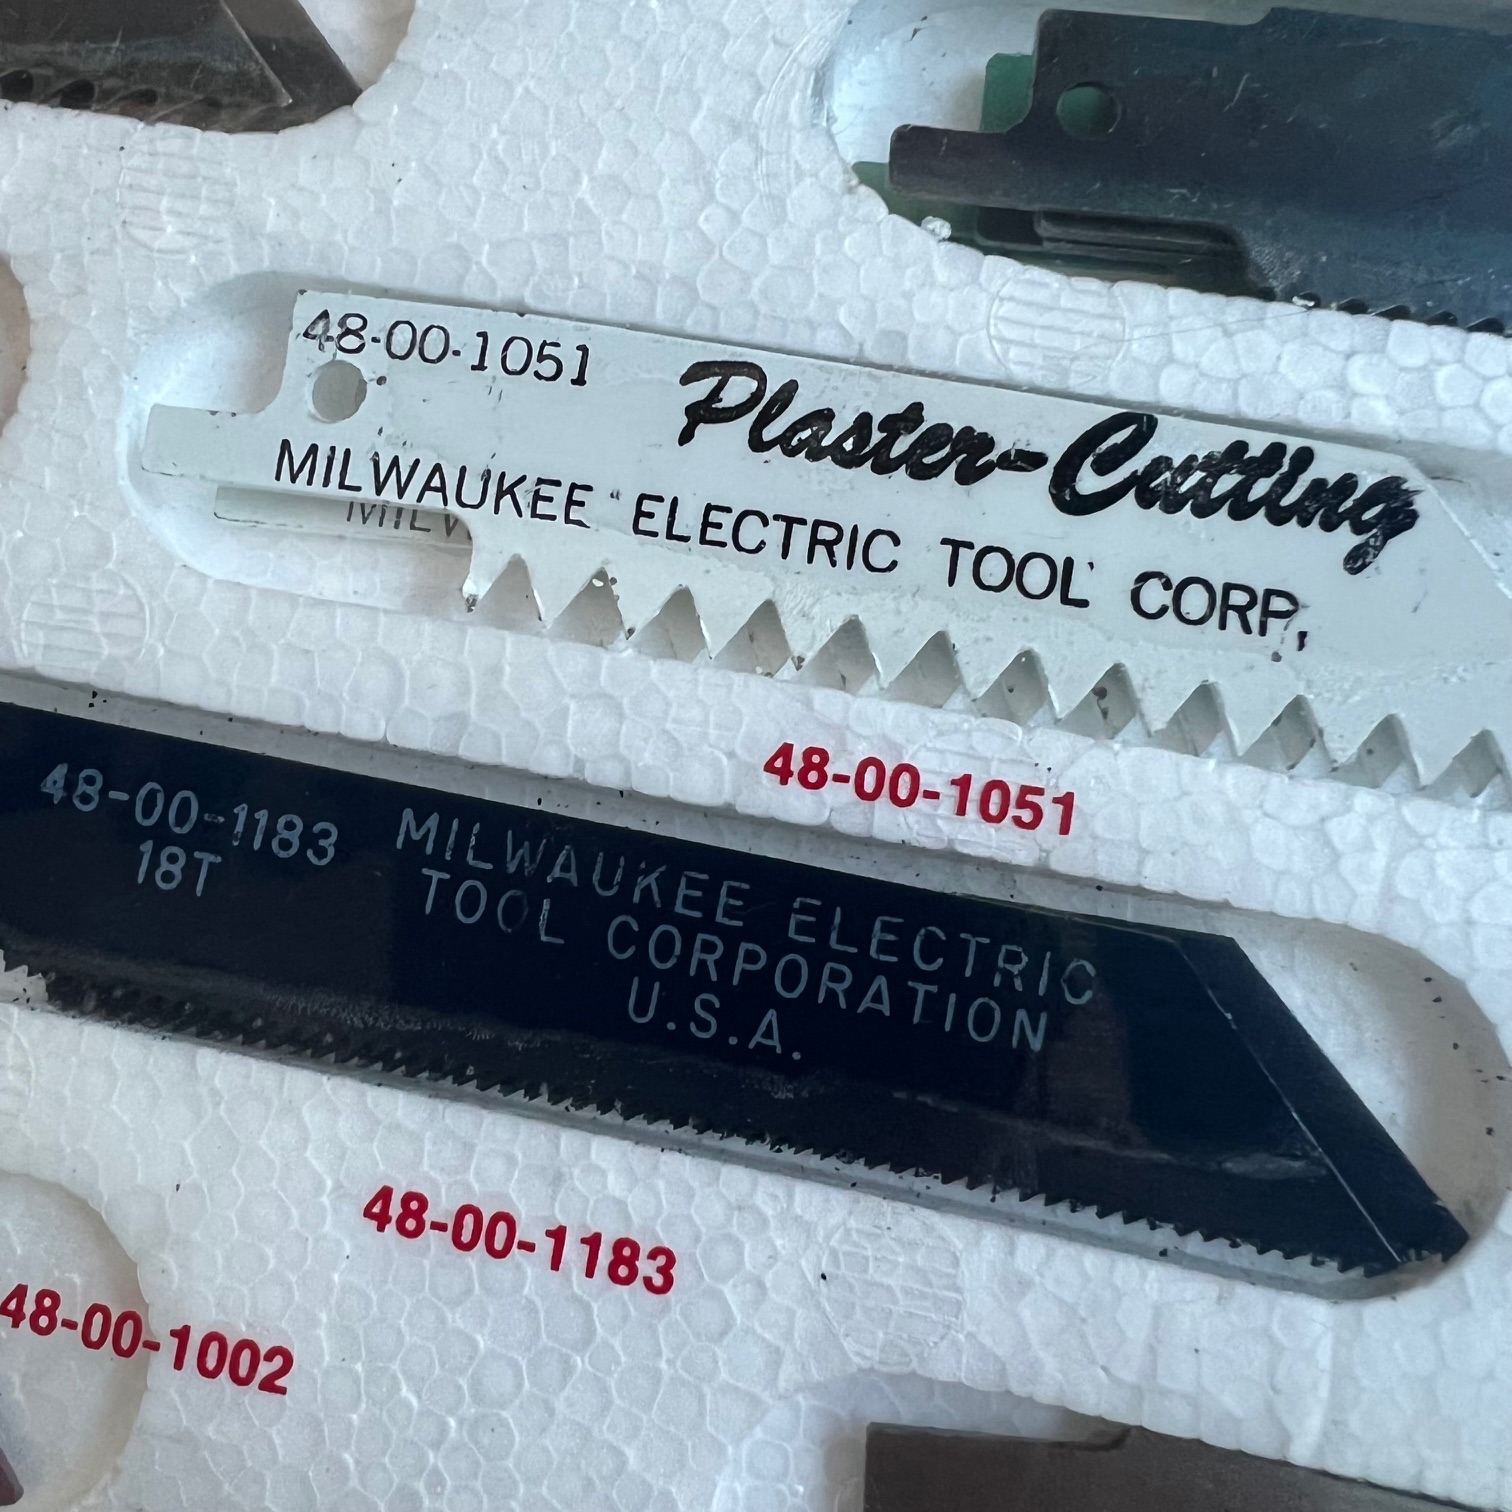 48-00-1051
Plaster-Cutting
MILWAUKEE ELECTRIC TOOL CORP.
MILW
48-00-1051
48-00-1183
18T
MILWAUKEE ELECTRIC
TOOL CORPORATION
U.S.A.
48-00-1183
48-00-1002